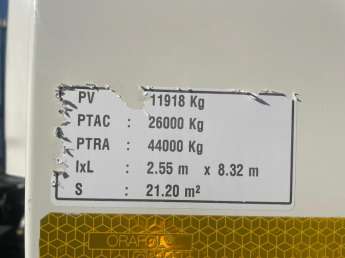 PV 11918 Kg
PTAC : 26000 Kg
PTRA : 44000 Kg
IxL : 2.55 m x 8.32 m
S : 21.20 m²